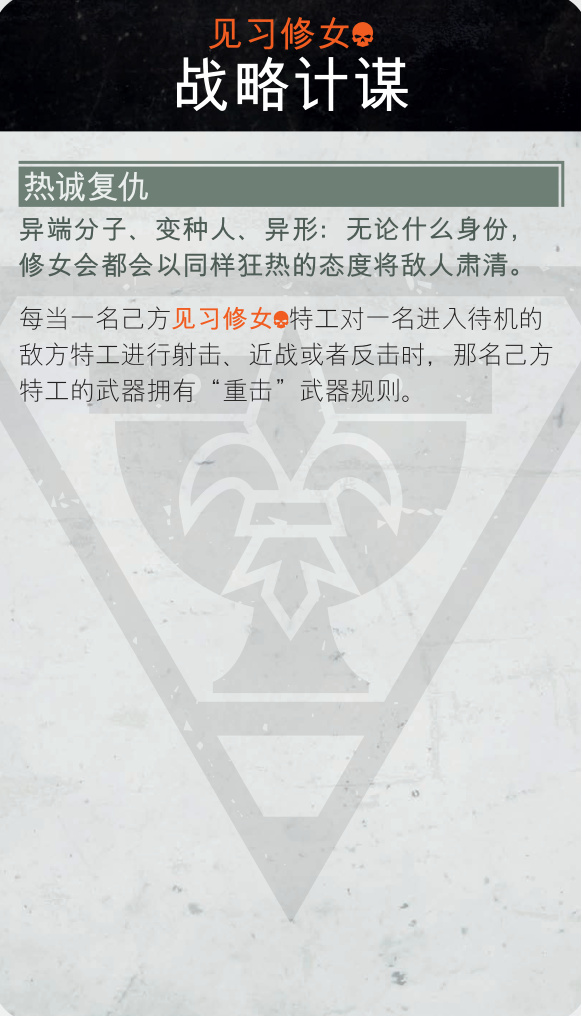 见习修女
战略计谋
热诚复仇
异端分子、变种人、异形：无论什么身份，
修女会都会以同样狂热的态度将敌人肃清。
每当一名己方见习修女特工对一名进入待机的
敌方特工进行射击、近战或者反击时，那名己方
特工的武器拥有“重击”武器规则。